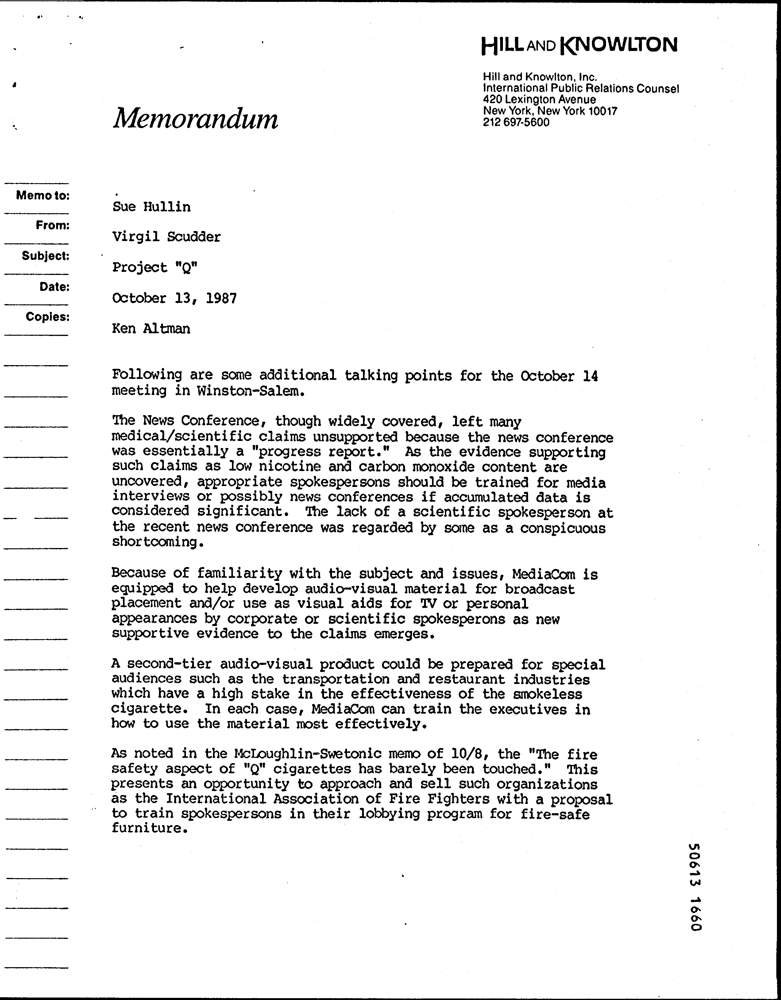 HILL AND KNOWLTON
Hill and Knowlton, Inc.
International Public Relations Counsel
420 Lexington Avenue
New York, New York 10017
212 697-5600
Memorandum
Memo to:
Sue Hullin
From:
Virgil Scudder
Subject:
Project "Q"
Date:
October 13, 1987
Copies:
Ken Altman
Following are some additional talking points for the October 14
meeting in Winston-Salem.
The News Conference, though widely covered, left many
medical/scientific claims unsupported because the news conference
was essentially a "progress report." As the evidence supporting
such claims as low nicotine and carbon monoxide content are
uncovered, appropriate spokespersons should be trained for media
interviews or possibly news conferences if accumulated data is
considered significant. The lack of a scientific spokesperson at
the recent news conference was regarded by some as a conspicuous
shortcoming.
Because of familiarity with the subject and issues, MediaCom is
equipped to help develop audio-visual material for broadcast
placement and/or use as visual aids for TV or personal
appearances by corporate or scientific spokesperons as new
supportive evidence to the claims emerges.
A second-tier audio-visual product could be prepared for special
audiences such as the transportation and restaurant industries
which have a high stake in the effectiveness of the smokeless
cigarette. In each case, MediaCom can train the executives in
how to use the material most effectively.
As noted in the McLoughlin-Swetonic memo of 10/8, the "The fire
safety aspect of "Q" cigarettes has barely been touched." This
presents an opportunity to approach and sell such organizations
as the International Association of Fire Fighters with a proposal
to train spokespersons in their lobbying program for fire-safe
furniture.
50613 1660